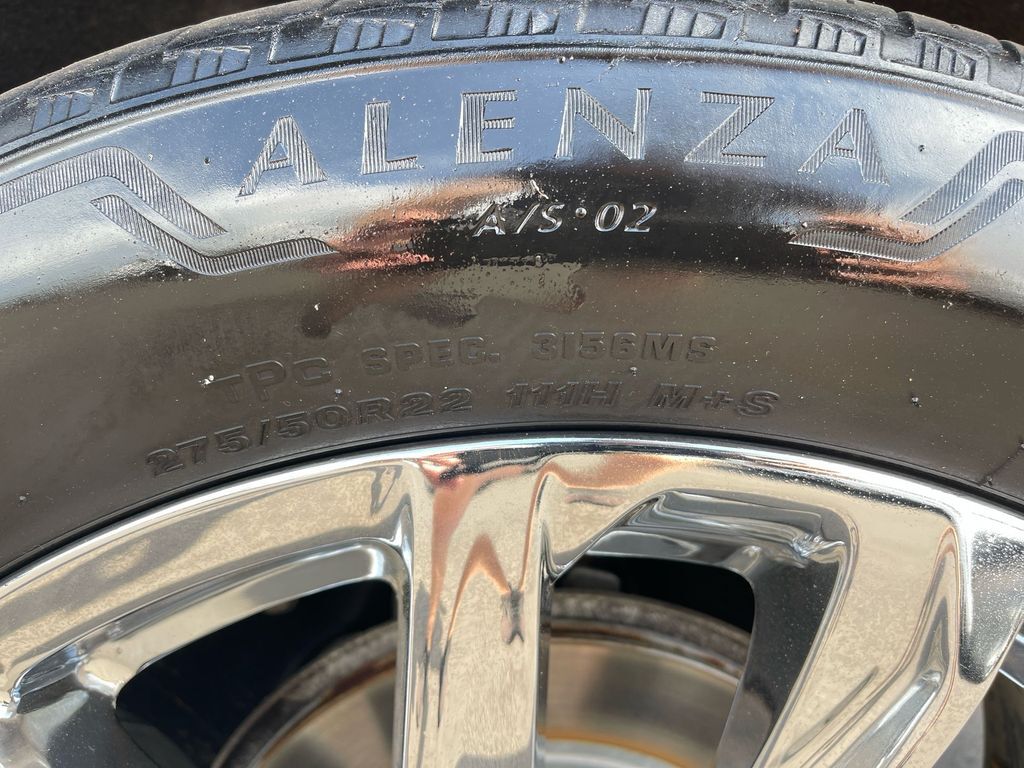 ALENZA
A/S•02
TPC SPEC. 3156MS
275/50R22 111H M+S